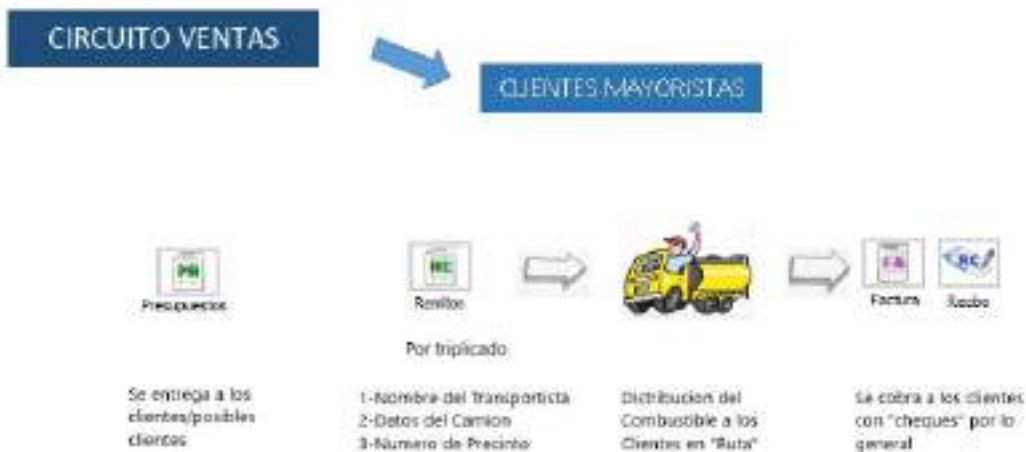 CIRCUITO VENTAS
CLIENTES MAYORISTAS
PR
Presupuestos
RE
Remitos
FA
Factura
RC
Recibo
Por triplicado
Se entrega a los
clientes/posibles
clientes
1-Nombre del Transportista
2-Datos del Camion
3-Numero de Precinto
Distribucion del
Combustible a los
Clientes en "Ruta"
Se cobra a los clientes
con "cheques" por lo
general